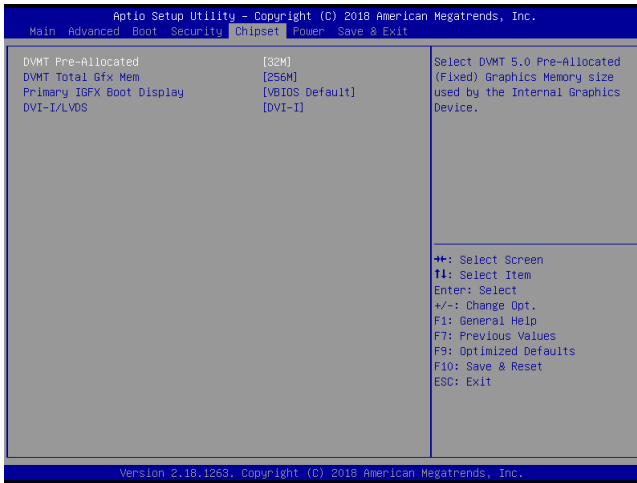 Aptio Setup Utility – Copyright (C) 2018 American Megatrends, Inc.
Main Advanced Boot Security Chipset Power Save & Exit
DVMT Pre-Allocated [32M]
DVMT Total Gfx Mem [256M]
Primary IGFX Boot Display [VBIOS Default]
DVI-I/LVDS [DVI-I]
Select DVMT 5.0 Pre-Allocated
(Fixed) Graphics Memory size
used by the Internal Graphics
Device.
→←: Select Screen
↑↓: Select Item
Enter: Select
+/-: Change Opt.
F1: General Help
F7: Previous Values
F9: Optimized Defaults
F10: Save & Reset
ESC: Exit
Version 2.18.1263. Copyright (C) 2018 American Megatrends, Inc.